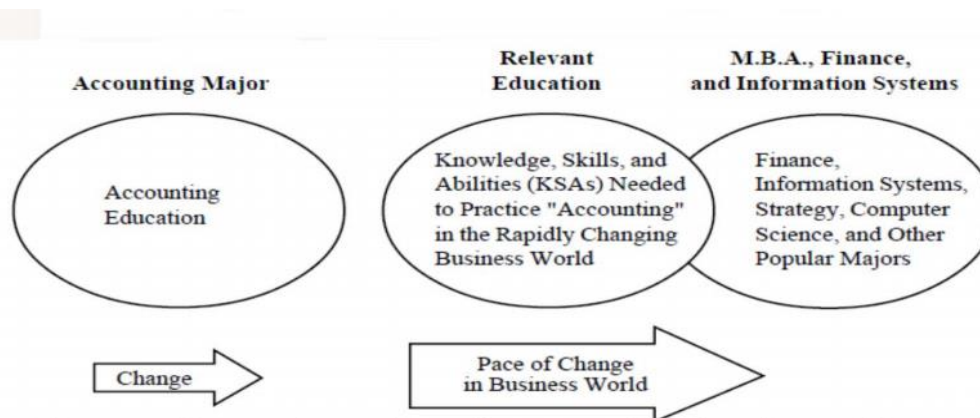 Accounting Major
Relevant
Education
M.B.A., Finance,
and Information Systems
Accounting
Education
Knowledge, Skills, and
Abilities (KSAs) Needed
to Practice "Accounting"
in the Rapidly Changing
Business World
Finance,
Information Systems,
Strategy, Computer
Science, and Other
Popular Majors
Change
Pace of Change
in Business World